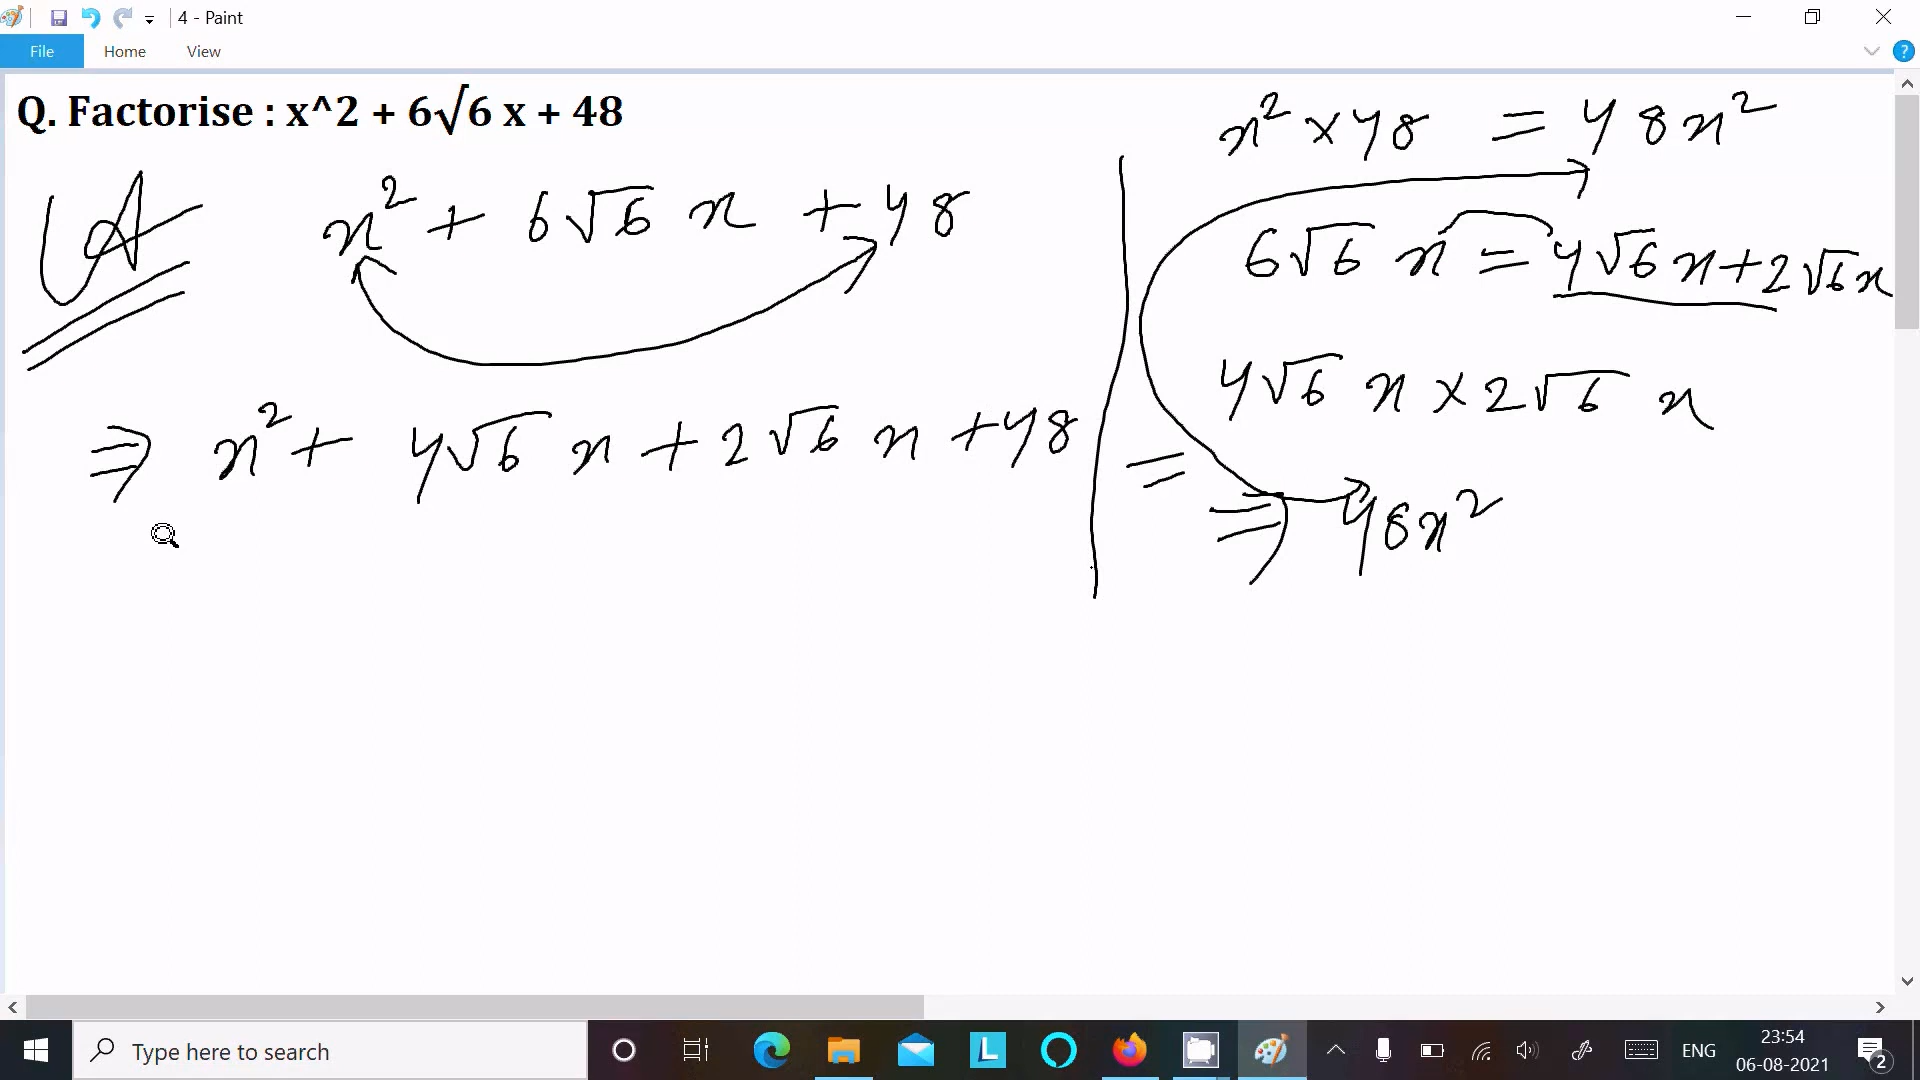 4 - Paint
File Home View
Q. Factorise : x^2 + 6√6 x + 48
A
x² + 6√6 x + 48
⇒ x² + 4√6 x + 2√6 x + 48
x² × 48 = 48x²
6√6 x = 4√6 x + 2√6 x
4√6 x × 2√6 x
=
⇒ 48x²
Type here to search
L
ENG
23:54
06-08-2021
2